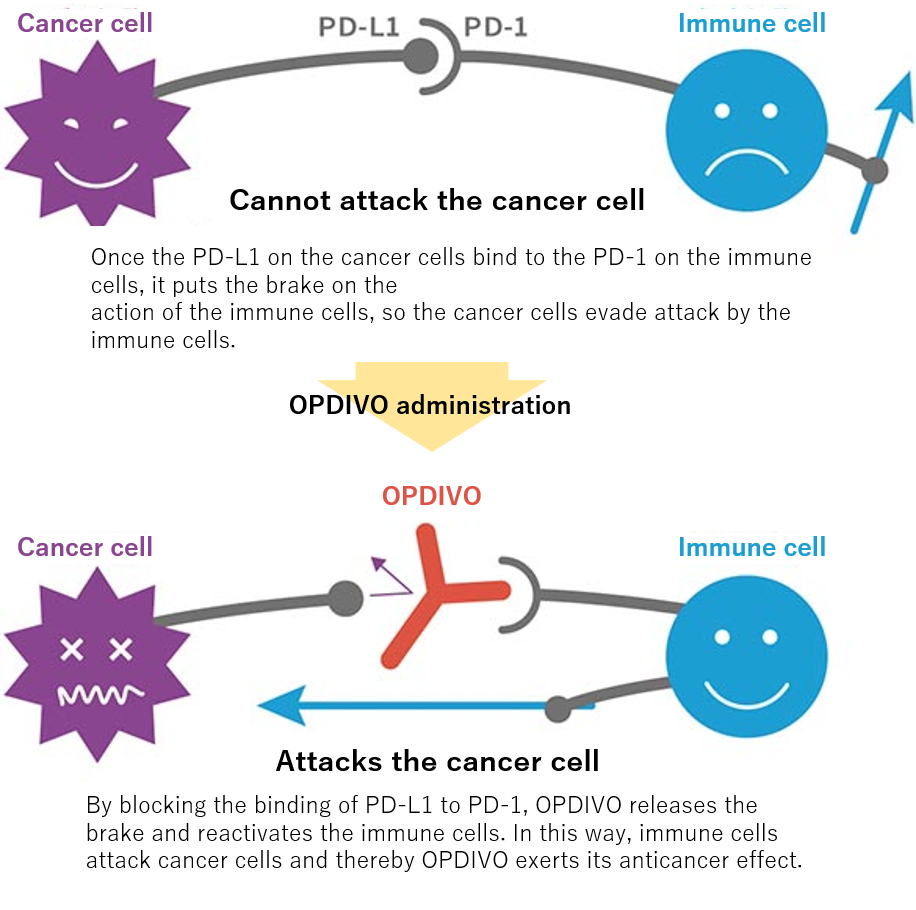 Cancer cell
PD-L1
PD-1
Immune cell
Cannot attack the cancer cell
Once the PD-L1 on the cancer cells bind to the PD-1 on the immune
cells, it puts the brake on the
action of the immune cells, so the cancer cells evade attack by the
immune cells.
OPDIVO administration
OPDIVO
Cancer cell
Immune cell
Attacks the cancer cell
By blocking the binding of PD-L1 to PD-1, OPDIVO releases the
brake and reactivates the immune cells. In this way, immune cells
attack cancer cells and thereby OPDIVO exerts its anticancer effect.